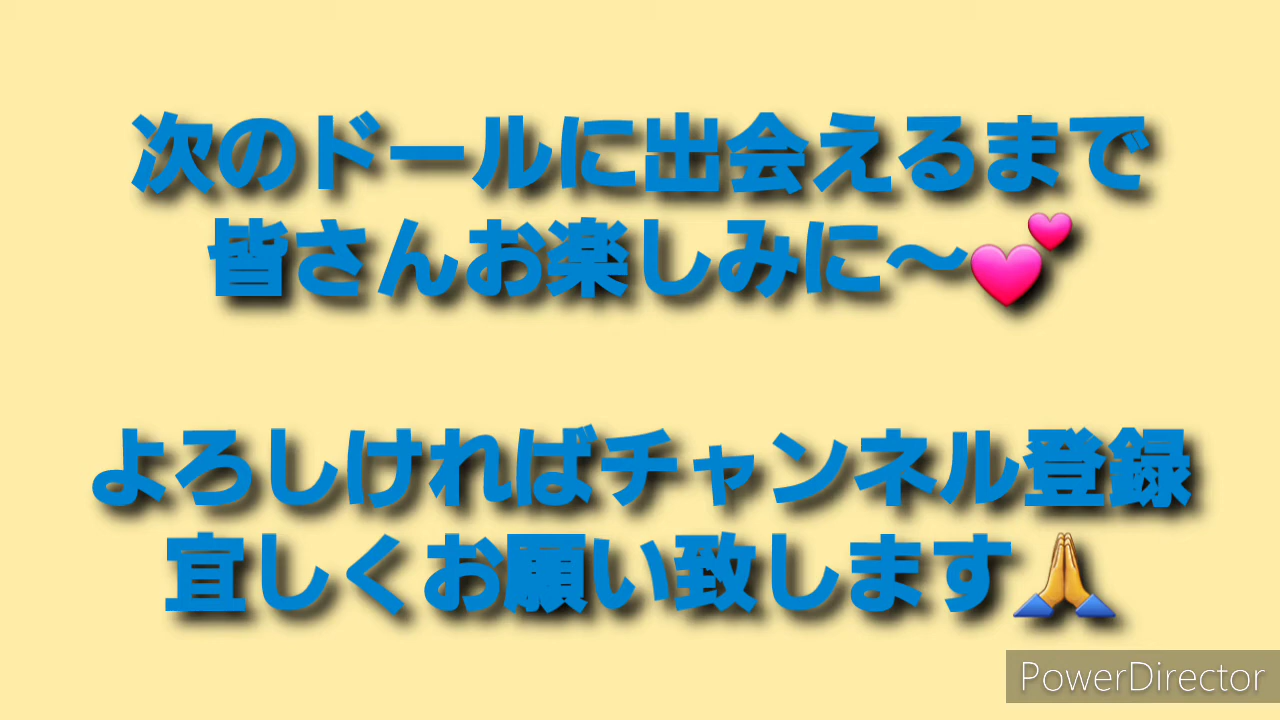 次のドールに出会えるまで
皆さんお楽しみに～💕
よろしければチャンネル登録
宜しくお願い致します🙏
PowerDirector